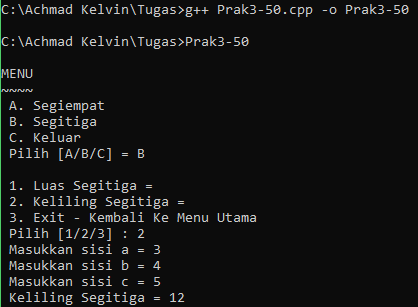 C:\Achmad Kelvin\Tugas>g++ Prak3-50.cpp -o Prak3-50
C:\Achmad Kelvin\Tugas>Prak3-50
MENU
~~~~
A. Segiempat
B. Segitiga
C. Keluar
Pilih [A/B/C] = B
1. Luas Segitiga =
2. Keliling Segitiga =
3. Exit - Kembali Ke Menu Utama
Pilih [1/2/3] : 2
Masukkan sisi a = 3
Masukkan sisi b = 4
Masukkan sisi c = 5
Keliling Segitiga = 12